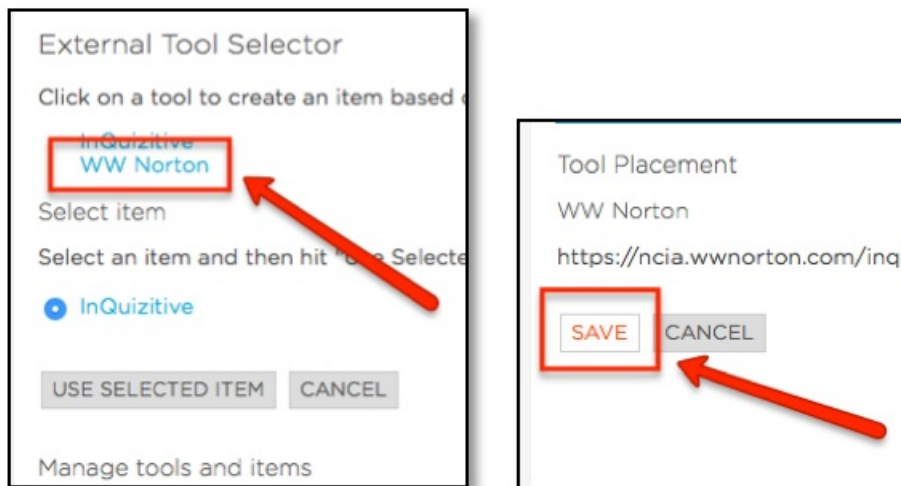 External Tool Selector
Click on a tool to create an item based
InQuizitive
WW Norton
Select item
Select an item and then hit "Use Selecte
InQuizitive
USE SELECTED ITEM CANCEL
Manage tools and items
Tool Placement
WW Norton
https://ncia.wwnorton.com/inq
SAVE CANCEL